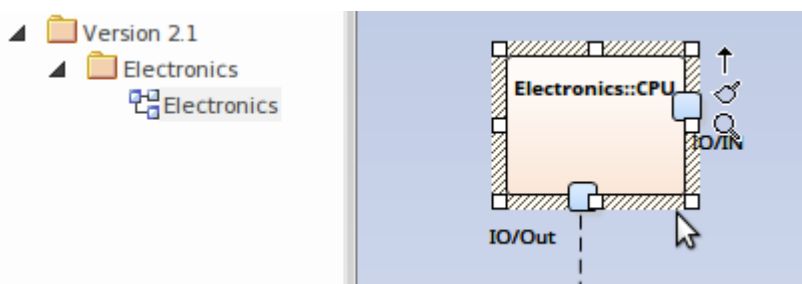 Version 2.1
Electronics
Electronics
Electronics::CPU
IO/IN
IO/Out